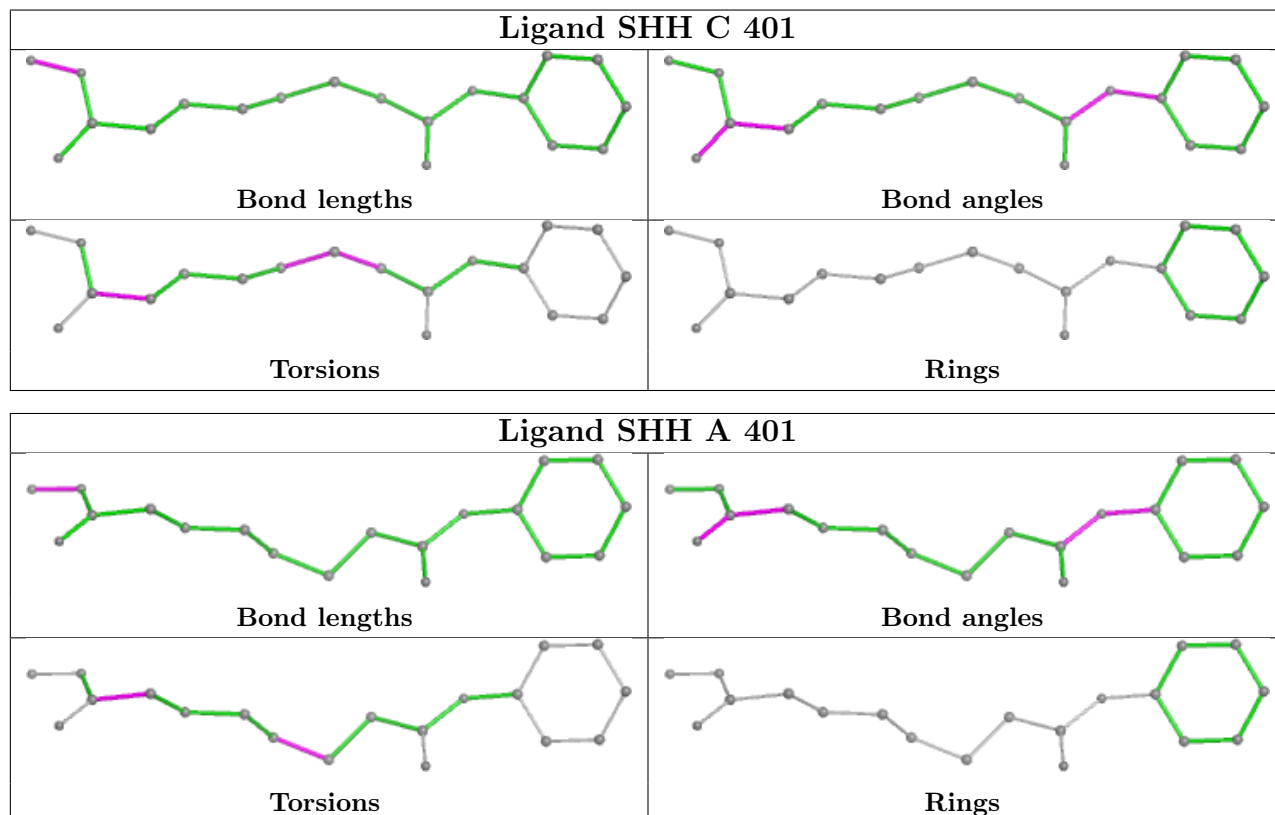 Ligand SHH C 401
Bond lengths
Bond angles
Torsions
Rings
Ligand SHH A 401
Bond lengths
Bond angles
Torsions
Rings